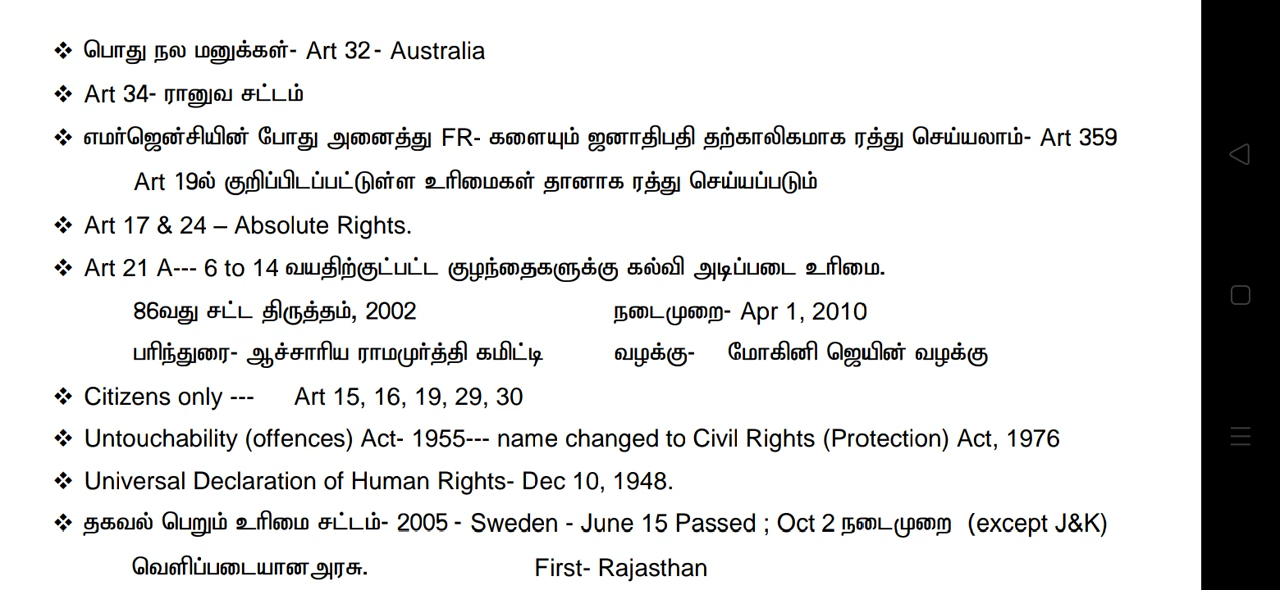 ❖ பொது நல மனுக்கள்- Art 32 - Australia
❖ Art 34- ரானுவ சட்டம்
❖ எமர்ஜென்சியின் போது அனைத்து FR- களையும் ஜனாதிபதி தற்காலிகமாக ரத்து செய்யலாம்- Art 359
Art 19ல் குறிப்பிடப்பட்டுள்ள உரிமைகள் தானாக ரத்து செய்யப்படும்
❖ Art 17 & 24 – Absolute Rights.
❖ Art 21 A--- 6 to 14 வயதிற்குட்பட்ட குழந்தைகளுக்கு கல்வி அடிப்படை உரிமை.
86வது சட்ட திருத்தம், 2002 நடைமுறை- Apr 1, 2010
பரிந்துரை- ஆச்சாரிய ராமமுர்த்தி கமிட்டி வழக்கு- மோகினி ஜெயின் வழக்கு
❖ Citizens only --- Art 15, 16, 19, 29, 30
❖ Untouchability (offences) Act- 1955--- name changed to Civil Rights (Protection) Act, 1976
❖ Universal Declaration of Human Rights- Dec 10, 1948.
❖ தகவல் பெறும் உரிமை சட்டம்- 2005 - Sweden - June 15 Passed ; Oct 2 நடைமுறை (except J&K)
வெளிப்படையான அரசு. First- Rajasthan